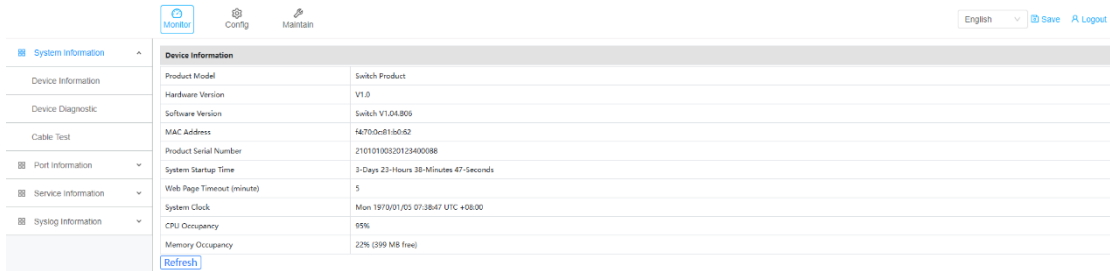 Monitor Config Maintain English Save Logout
System Information
Device Information
Device Diagnostic
Cable Test
Port Information
Service Information
Syslog Information
Device Information
Product Model Switch Product
Hardware Version V1.0
Software Version Switch V1.04.B06
MAC Address f4:70:0c:81:b0:62
Product Serial Number 21010100320123400088
System Startup Time 3-Days 23-Hours 38-Minutes 47-Seconds
Web Page Timeout (minute) 5
System Clock Mon 1970/01/05 07:38:47 UTC +08:00
CPU Occupancy 95%
Memory Occupancy 22% (399 MB free)
Refresh